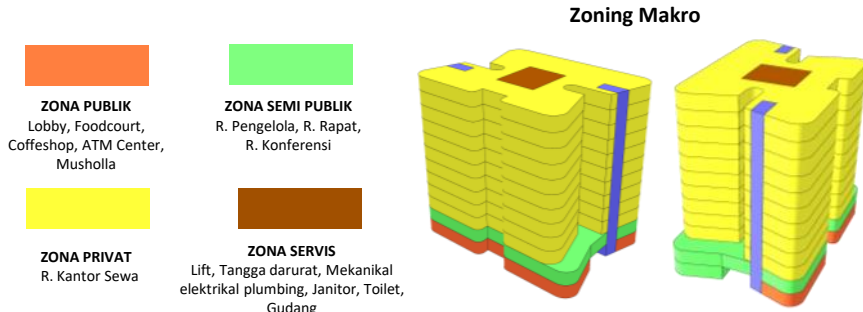 Zoning Makro
ZONA PUBLIK
Lobby, Foodcourt,
Coffeshop, ATM Center,
Musholla
ZONA SEMI PUBLIK
R. Pengelola, R. Rapat,
R. Konferensi
ZONA PRIVAT
R. Kantor Sewa
ZONA SERVIS
Lift, Tangga darurat, Mekanikal
elektrikal plumbing, Janitor, Toilet,
Gudang